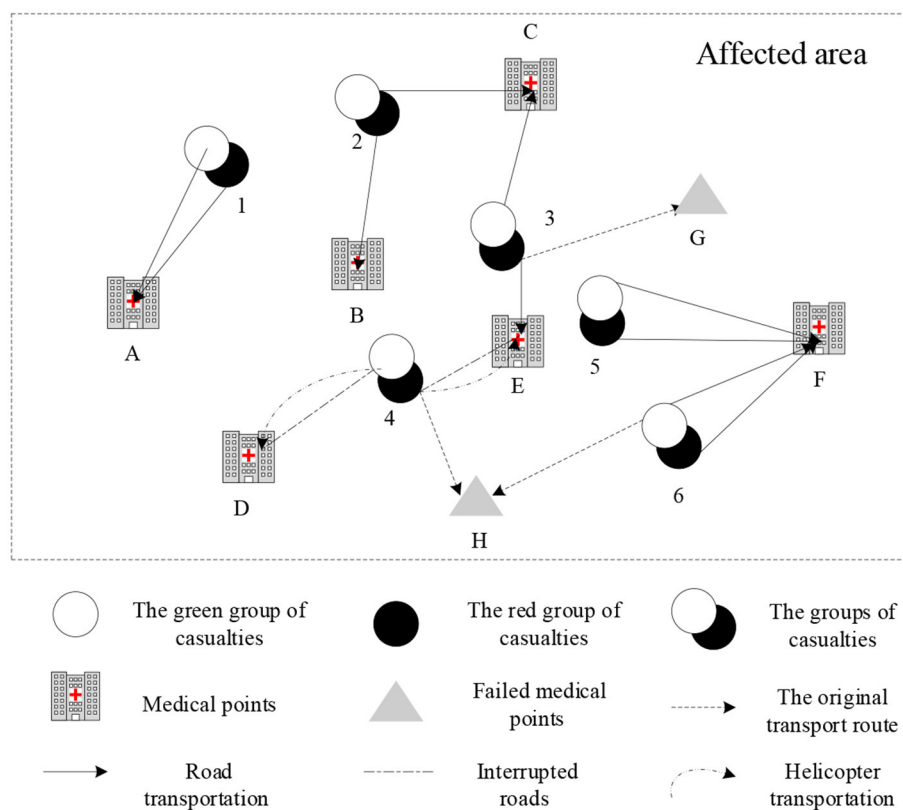 C
Affected area
2
1
3
G
B
A
5
F
E
4
6
D
H
The green group of
casualties
The red group of
casualties
The groups of
casualties
Medical points
Failed medical
points
The original
transport route
Road
transportation
Interrupted
roads
Helicopter
transportation